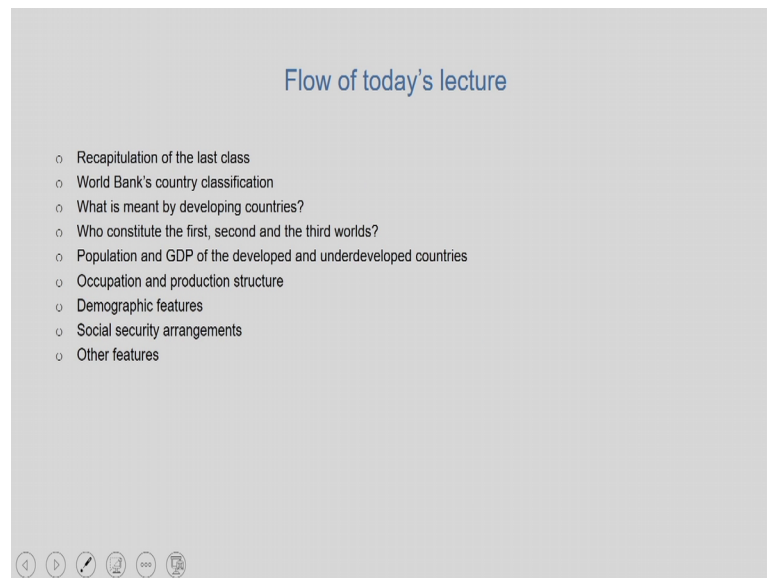 Flow of today's lecture
Recapitulation of the last class
World Bank's country classification
What is meant by developing countries?
Who constitute the first, second and the third worlds?
Population and GDP of the developed and underdeveloped countries
Occupation and production structure
Demographic features
Social security arrangements
Other features